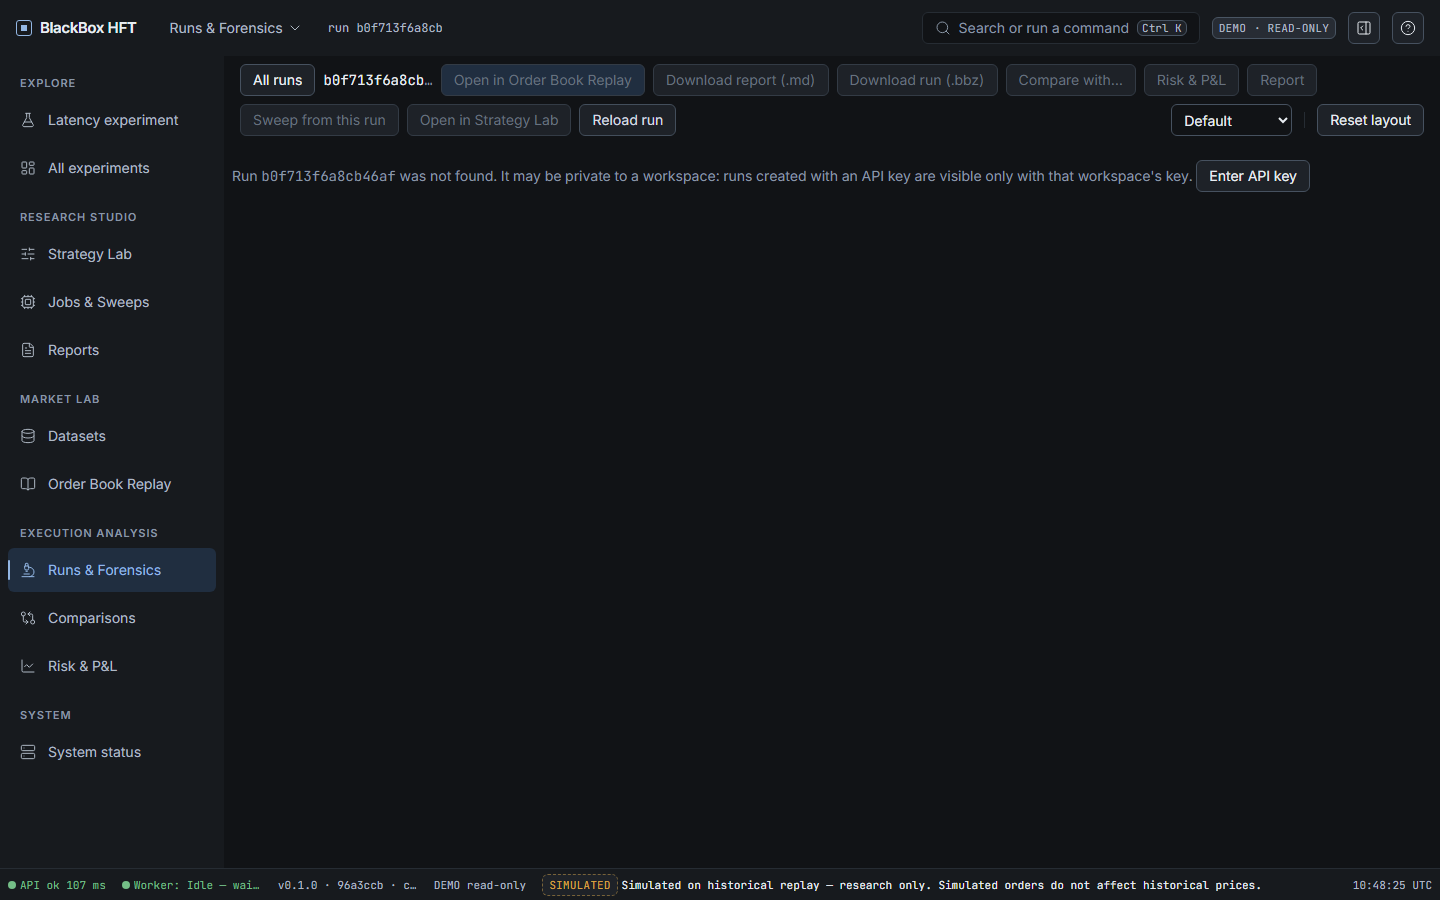 BlackBox HFT
Runs & Forensics
run b0f713f6a8cb
Search or run a command
Ctrl K
DEMO · READ-ONLY
EXPLORE
Latency experiment
All experiments
RESEARCH STUDIO
Strategy Lab
Jobs & Sweeps
Reports
MARKET LAB
Datasets
Order Book Replay
EXECUTION ANALYSIS
Runs & Forensics
Comparisons
Risk & P&L
SYSTEM
System status
All runs
b0f713f6a8cb…
Open in Order Book Replay
Download report (.md)
Download run (.bbz)
Compare with…
Risk & P&L
Report
Sweep from this run
Open in Strategy Lab
Reload run
Default
Reset layout
Run b0f713f6a8cb46af was not found. It may be private to a workspace: runs created with an API key are visible only with that workspace's key.
Enter API key
API ok 107 ms
Worker: Idle — wai…
v0.1.0 · 96a3ccb · c…
DEMO read-only
SIMULATED
Simulated on historical replay — research only. Simulated orders do not affect historical prices.
10:48:25 UTC